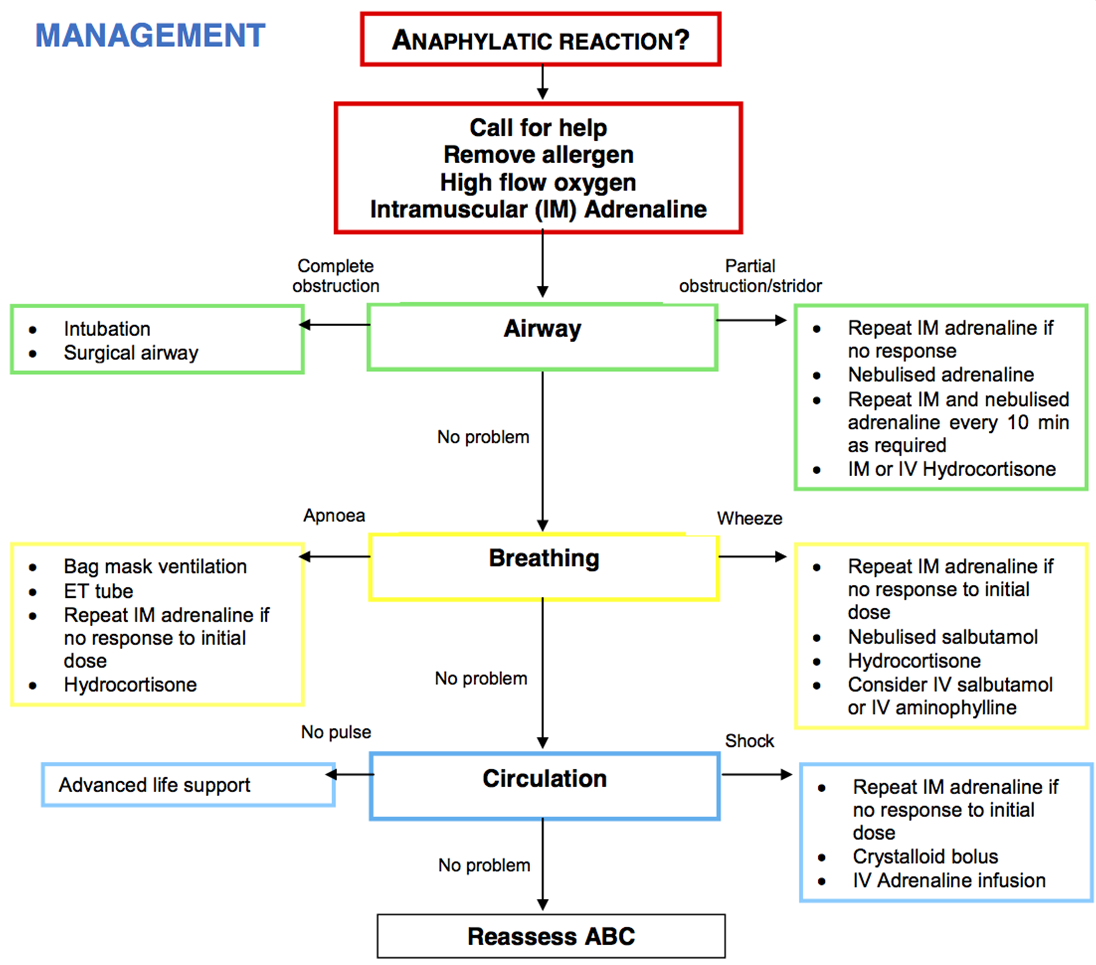 MANAGEMENT
ANAPHYLATIC REACTION?
Call for help
Remove allergen
High flow oxygen
Intramuscular (IM) Adrenaline
Complete
obstruction
Partial
obstruction/stridor
Airway
• Intubation
• Surgical airway
• Repeat IM adrenaline if
no response
• Nebulised adrenaline
• Repeat IM and nebulised
adrenaline every 10 min
as required
• IM or IV Hydrocortisone
No problem
Apnoea
Wheeze
Breathing
• Bag mask ventilation
• ET tube
• Repeat IM adrenaline if
no response to initial
dose
• Hydrocortisone
• Repeat IM adrenaline if
no response to initial
dose
• Nebulised salbutamol
• Hydrocortisone
• Consider IV salbutamol
or IV aminophylline
No problem
No pulse
Shock
Circulation
Advanced life support
• Repeat IM adrenaline if
no response to initial
dose
• Crystalloid bolus
• IV Adrenaline infusion
No problem
Reassess ABC